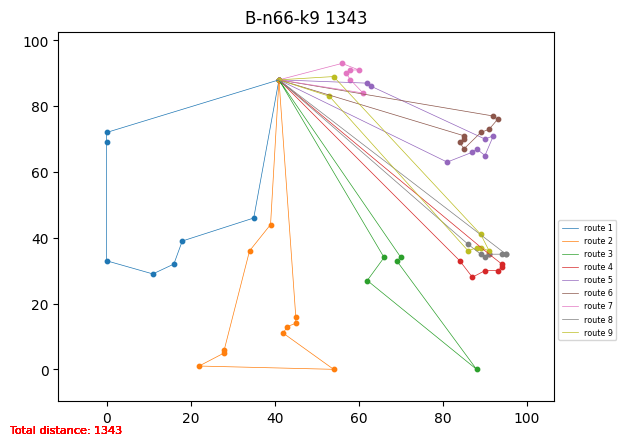 B-n66-k9 1343
100
80
60
40
20
0
0 20 40 60 80 100
route 1
route 2
route 3
route 4
route 5
route 6
route 7
route 8
route 9
Total distance: 1343